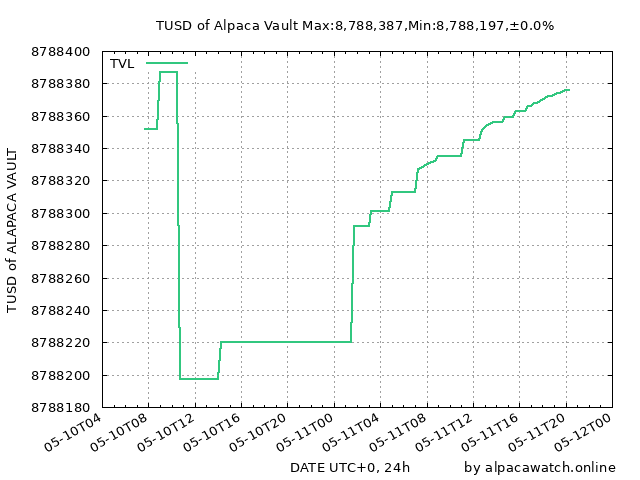 TUSD of Alpaca Vault Max:8,788,387,Min:8,788,197,±0.0%
TVL
TUSD of ALAPACA VAULT
8788400
8788380
8788360
8788340
8788320
8788300
8788280
8788260
8788240
8788220
8788200
8788180
05-10T04
05-10T08
05-10T12
05-10T16
05-10T20
05-11T00
05-11T04
05-11T08
05-11T12
05-11T16
05-11T20
05-12T00
DATE UTC+0, 24h
by alpacawatch.online